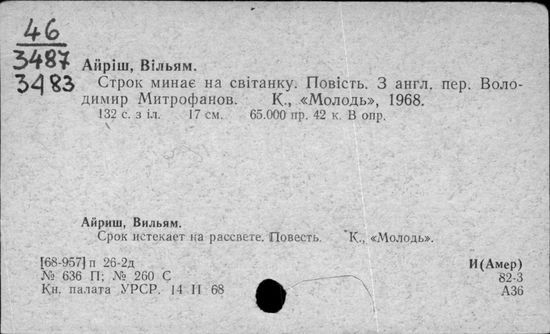 46
3487
3483
Айріш, Вільям.
Строк минає на світанку. Повість. З англ. пер. Воло-
димир Митрофанов. К., «Молодь», 1968.
132 с. з іл. 17 см. 65.000 пр. 42 к. В опр.
Айриш, Вильям.
Срок истекает на рассвете. Повесть. К., «Молодь».
[68-957] п 26-2д
№ 636 П; № 260 С
Кн. палата УРСР. 14 II 68
И(Амер)
82-3
А36